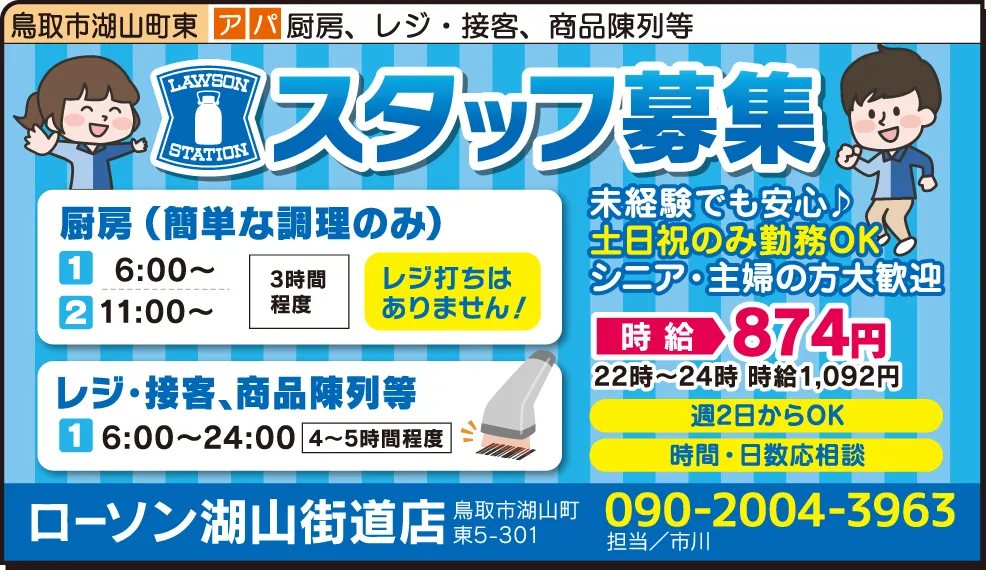 鳥取市湖山町東 アパ 厨房、レジ・接客、商品陳列等
LAWSON
STATION
スタッフ募集
厨房(簡単な調理のみ)
1 6:00〜
2 11:00〜
3時間
程度
レジ打ちは
ありません!
レジ・接客、商品陳列等
1 6:00〜24:00 4〜5時間程度
未経験でも安心♪
土日祝のみ勤務OK
シニア・主婦の方大歓迎
時給 874円
22時〜24時 時給1,092円
週2日からOK
時間・日数応相談
ローソン湖山街道店
鳥取市湖山町
東5-301
090-2004-3963
担当/市川